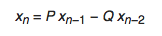 xₙ = P xₙ₋₁ − Q xₙ₋₂